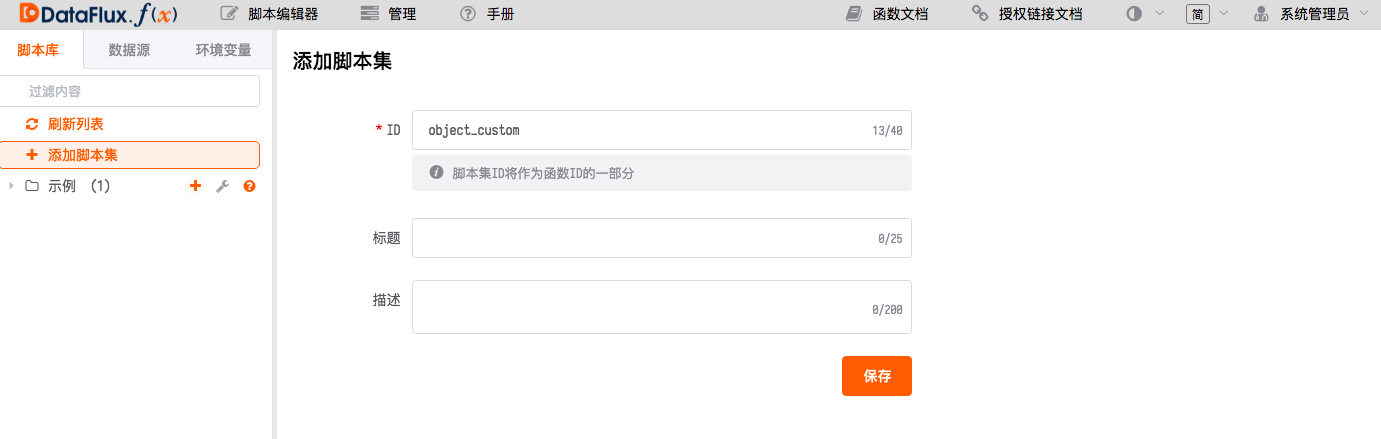 DataFlux.f(x) 脚本编辑器 管理 手册 函数文档 授权链接文档 简 系统管理员
脚本库 数据源 环境变量
过滤内容
刷新列表
添加脚本集
示例 (1)
添加脚本集
* ID object_custom 13/40
脚本集ID将作为函数ID的一部分
标题 0/25
描述 0/200
保存